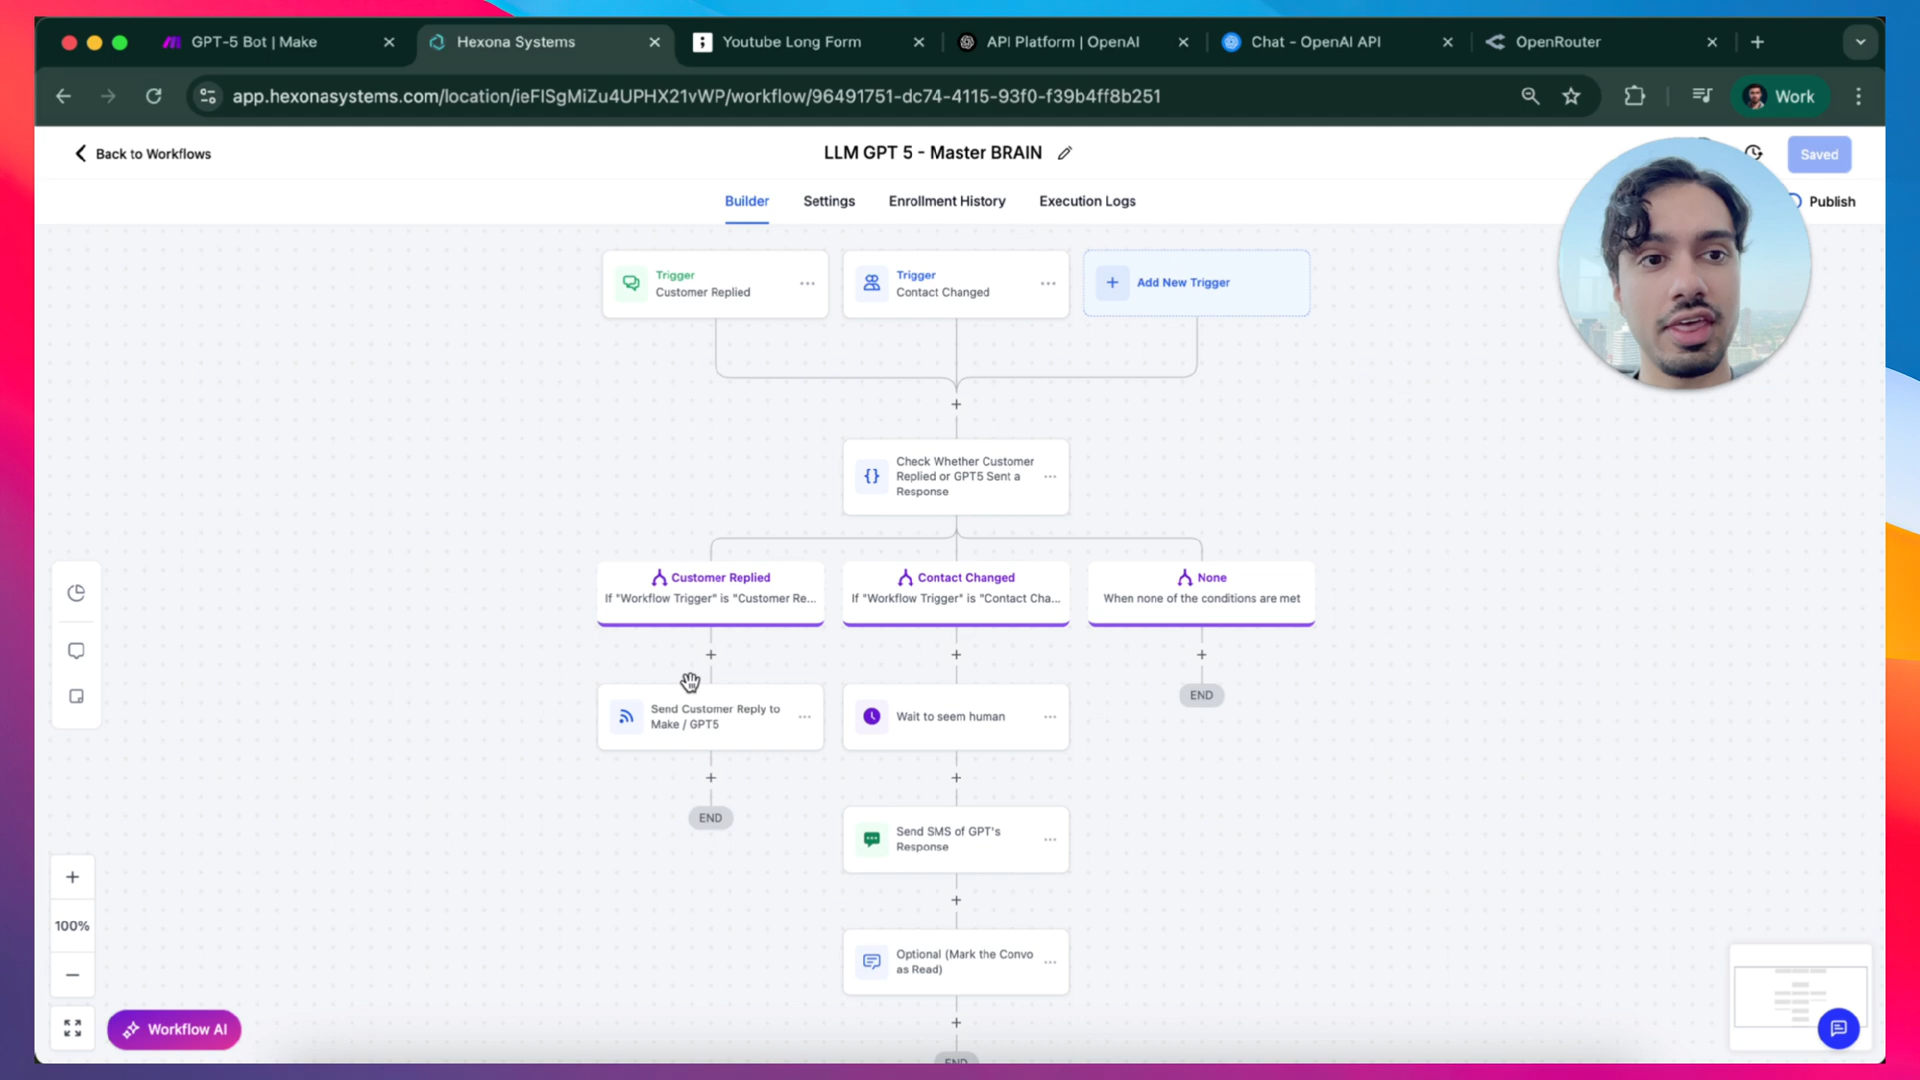 GPT-5 Bot | Make
Hexona Systems
Youtube Long Form
API Platform | OpenAI
Chat - OpenAI API
OpenRouter
app.hexonasystems.com/location/ieFISgMiZu4UPHX21vWP/workflow/96491751-dc74-4115-93f0-f39b4ff8b251
Work
Back to Workflows
LLM GPT 5 - Master BRAIN
Saved
Builder
Settings
Enrollment History
Execution Logs
Publish
Trigger
Customer Replied
Trigger
Contact Changed
Add New Trigger
Check Whether Customer
Replied or GPT5 Sent a
Response
Customer Replied
If "Workflow Trigger" is "Customer Re...
Contact Changed
If "Workflow Trigger" is "Contact Cha...
None
When none of the conditions are met
Send Customer Reply to
Make / GPT5
Wait to seem human
END
END
Send SMS of GPT's
Response
Optional (Mark the Convo
as Read)
END
100%
Workflow AI